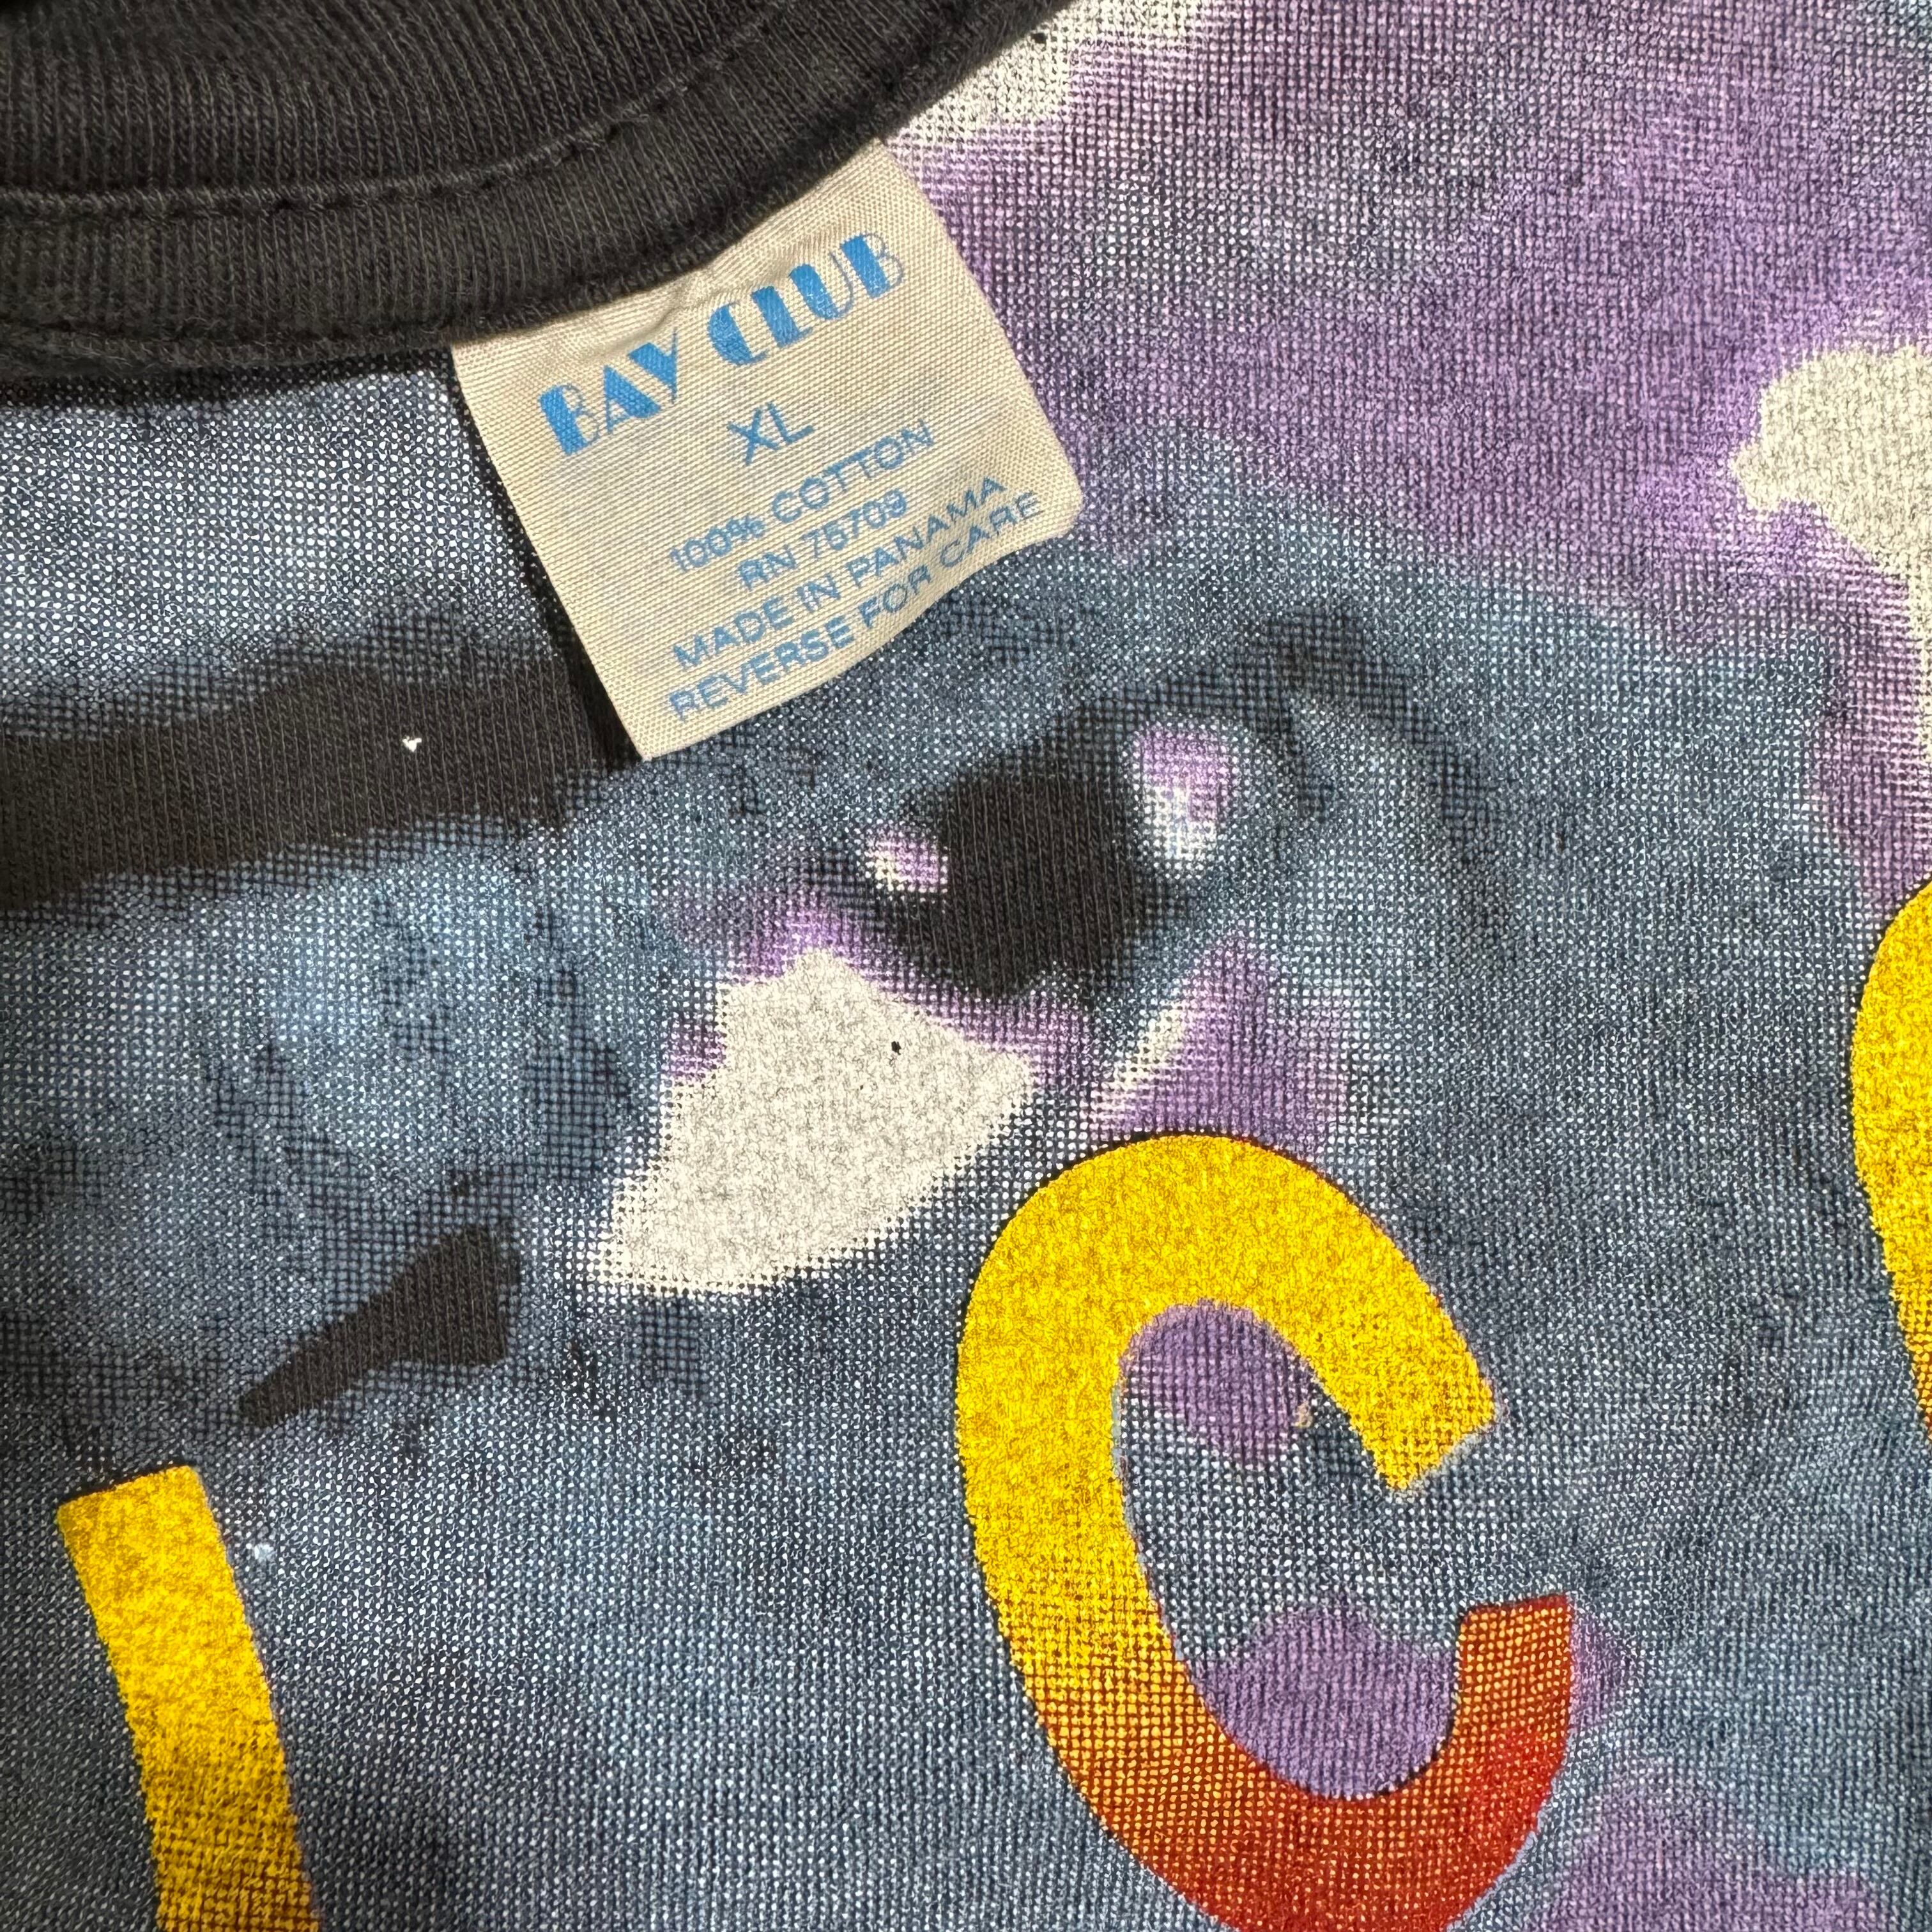 BAY CLUB
XL
100% COTTON
RN 75709
MADE IN PANAMA
REVERSE FOR CARE
C